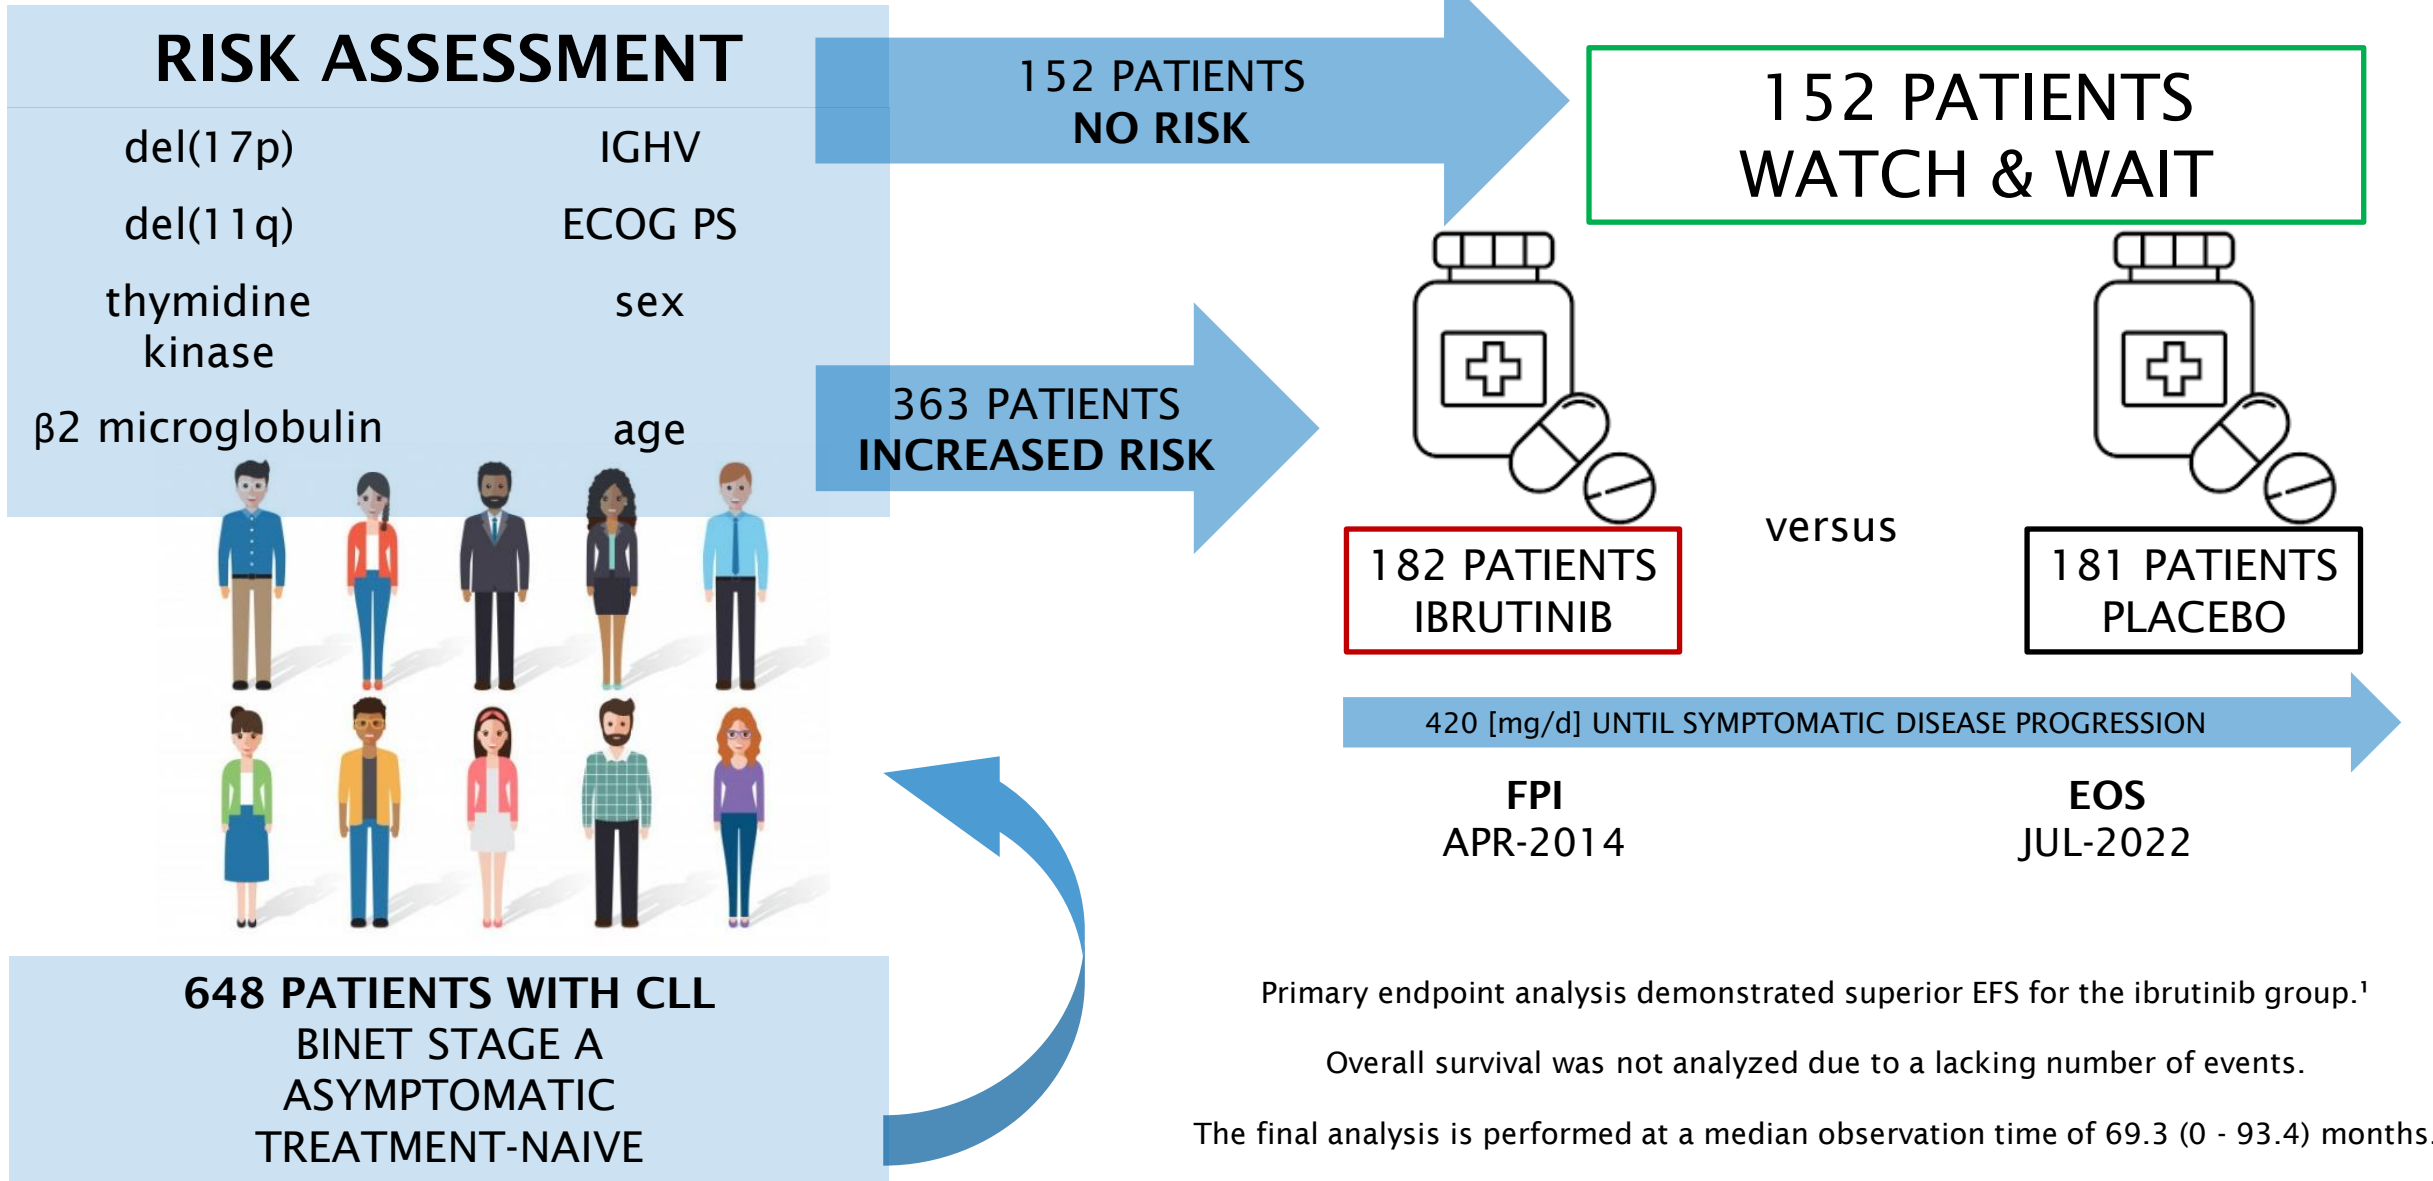 RISK ASSESSMENT
del(17p)
IGHV
del(11q)
ECOG PS
thymidine
kinase
sex
β2 microglobulin
age
152 PATIENTS
NO RISK
152 PATIENTS
WATCH & WAIT
363 PATIENTS
INCREASED RISK
182 PATIENTS
IBRUTINIB
versus
181 PATIENTS
PLACEBO
420 [mg/d] UNTIL SYMPTOMATIC DISEASE PROGRESSION
FPI
APR-2014
EOS
JUL-2022
648 PATIENTS WITH CLL
BINET STAGE A
ASYMPTOMATIC
TREATMENT-NAIVE
Primary endpoint analysis demonstrated superior EFS for the ibrutinib group.¹
Overall survival was not analyzed due to a lacking number of events.
The final analysis is performed at a median observation time of 69.3 (0 - 93.4) months.